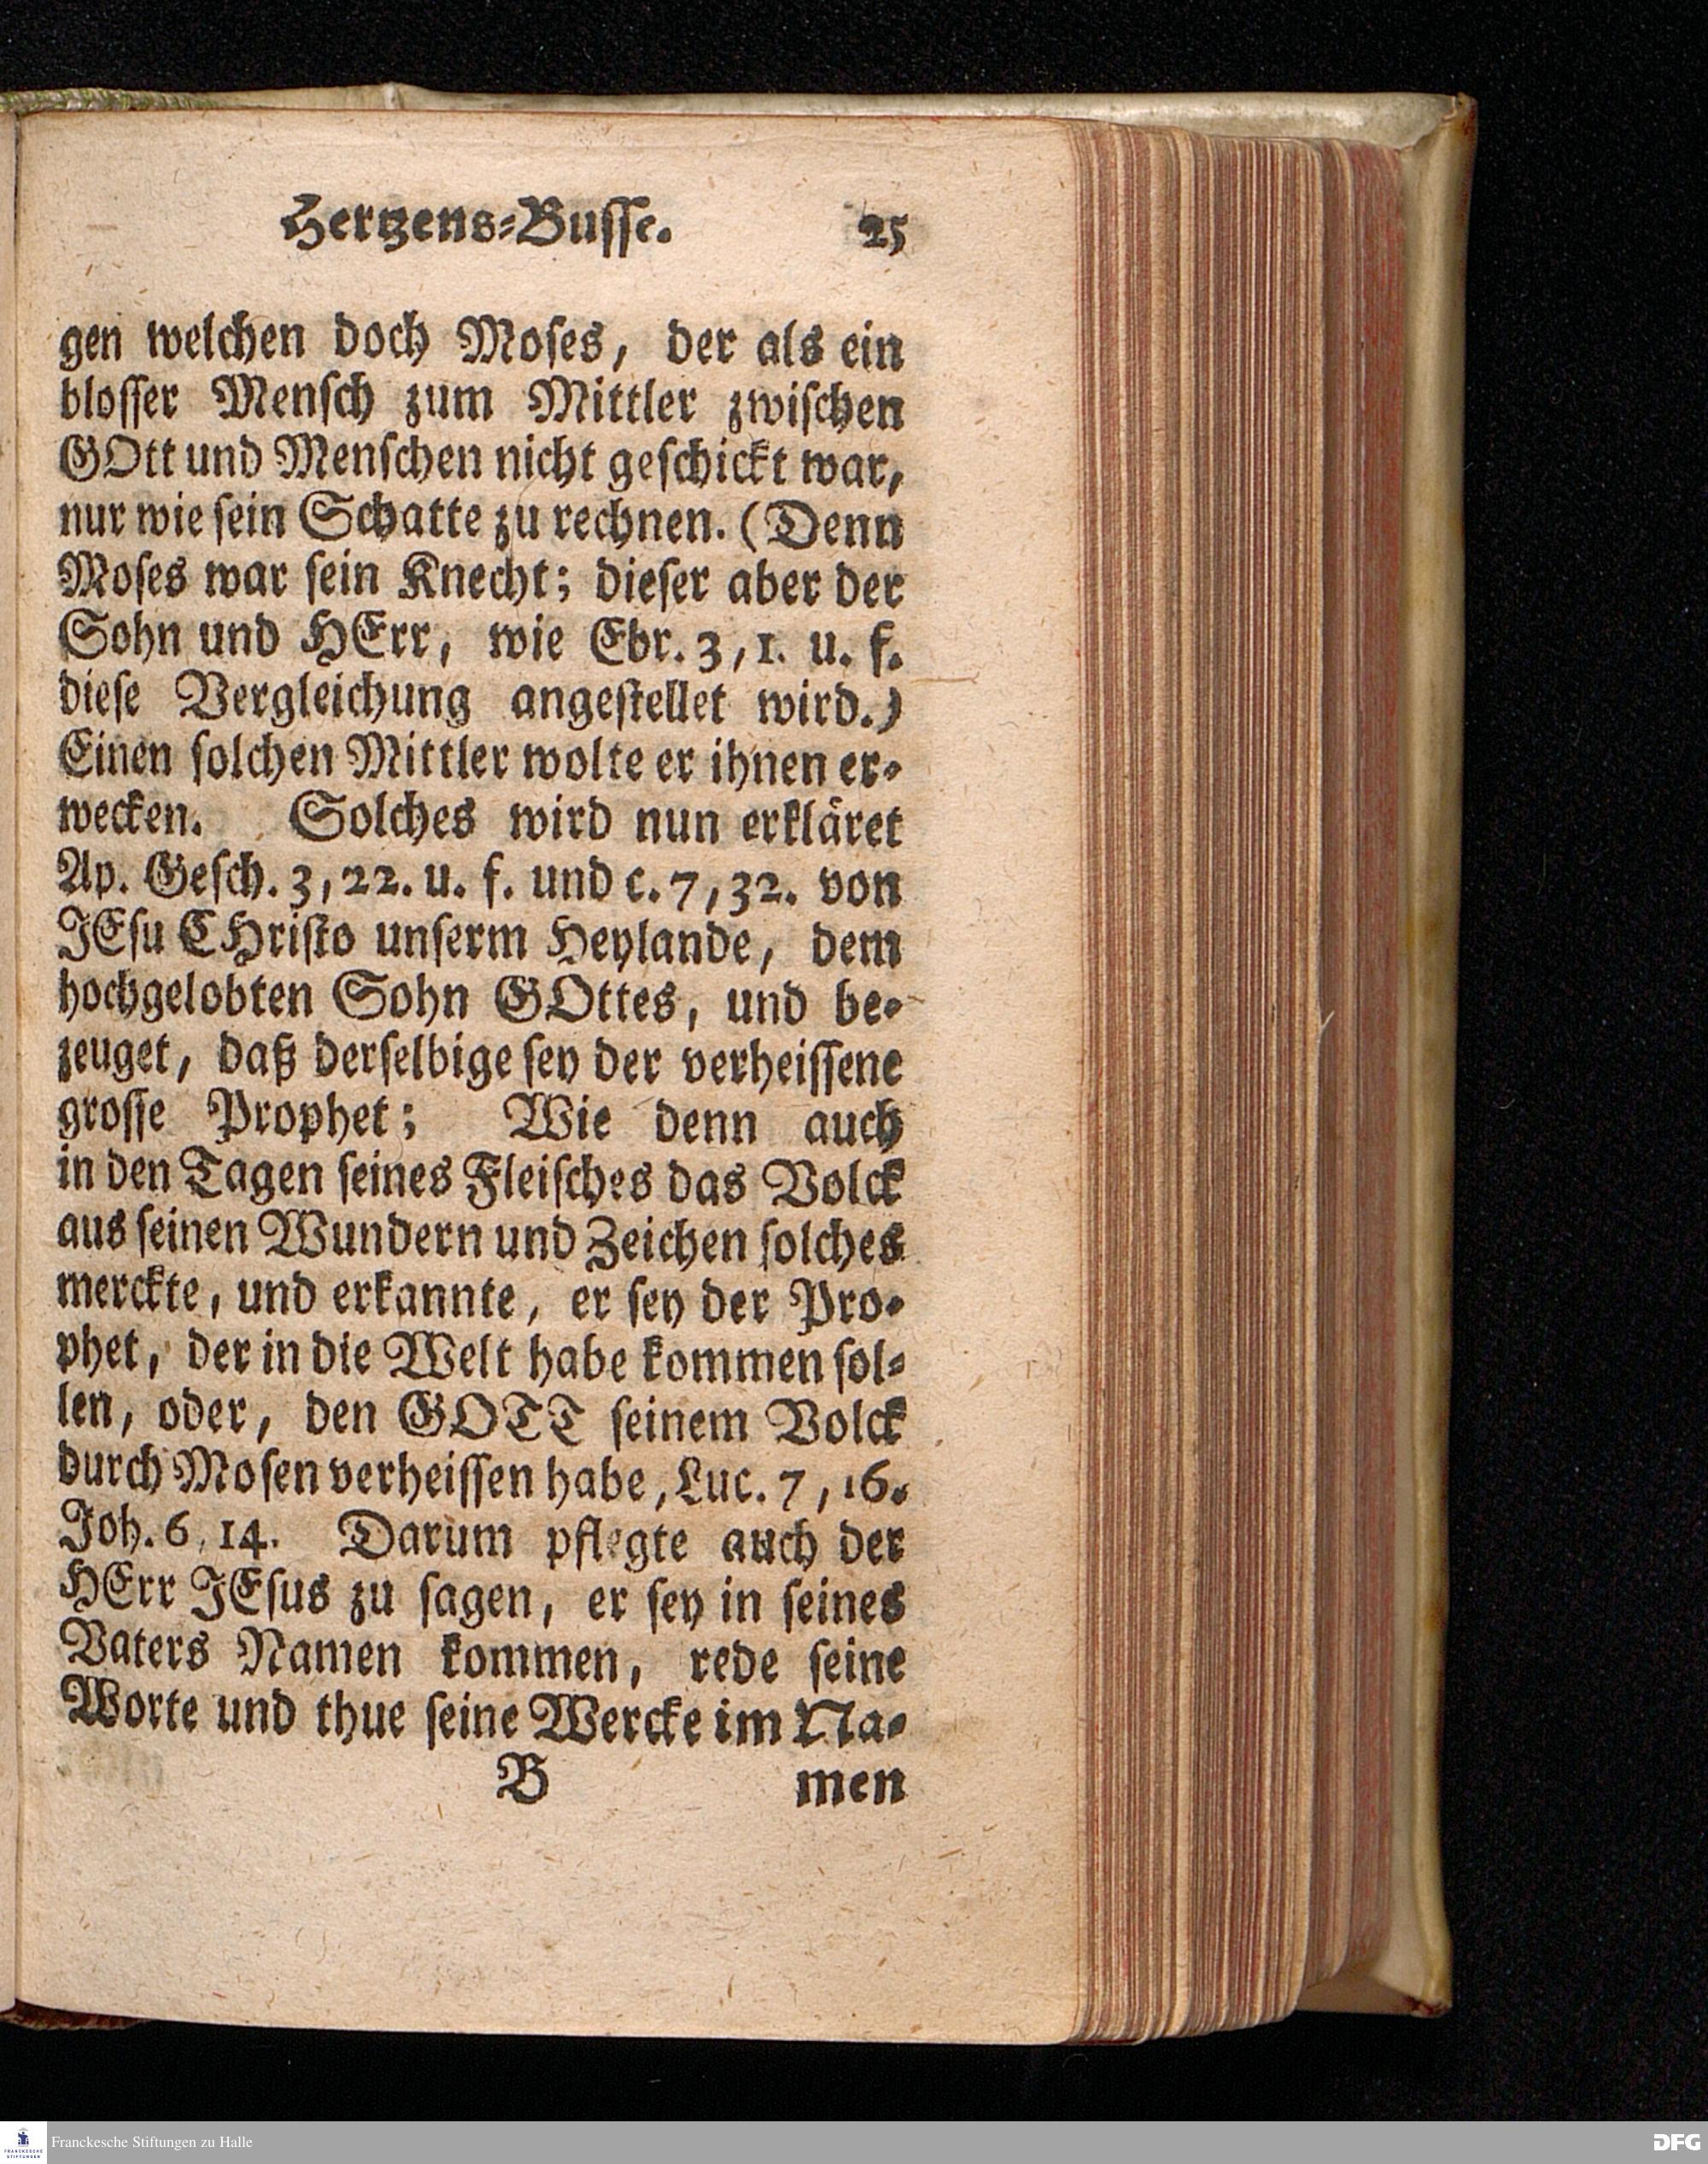 Hertzens-Busse. 25
gen welchen doch Moſes, der als ein
bloſſer Menſch zum Mittler zwiſchen
GOtt und Menſchen nicht geſchickt war,
nur wie ſein Schatte zu rechnen. (Denn
Moſes war ſein Knecht; dieſer aber der
Sohn und HErr, wie Ebr. 3, 1. u. f.
dieſe Vergleichung angeſtellet wird.)
Einen ſolchen Mittler wolte er ihnen er-
wecken. Solches wird nun erkläret
Ap. Geſch. 3, 22. u. f. und c. 7, 32. von
JEſu CHriſto unſerm Heylande, dem
hochgelobten Sohn GOttes, und be-
zeuget, daß derſelbige ſey der verheiſſene
groſſe Prophet; Wie denn auch
in den Tagen ſeines Fleiſches das Volck
aus ſeinen Wundern und Zeichen ſolches
merckte, und erkannte, er ſey der Pro-
phet, der in die Welt habe kommen ſol-
len, oder, den GOTT ſeinem Volck
durch Moſen verheiſſen habe, Luc. 7, 16.
Joh. 6, 14. Darum pflegte auch der
HErr JEſus zu ſagen, er ſey in ſeines
Vaters Namen kommen, rede ſeine
Worte und thue ſeine Wercke im Na-
B men
Franckesche Stiftungen zu Halle
DFG